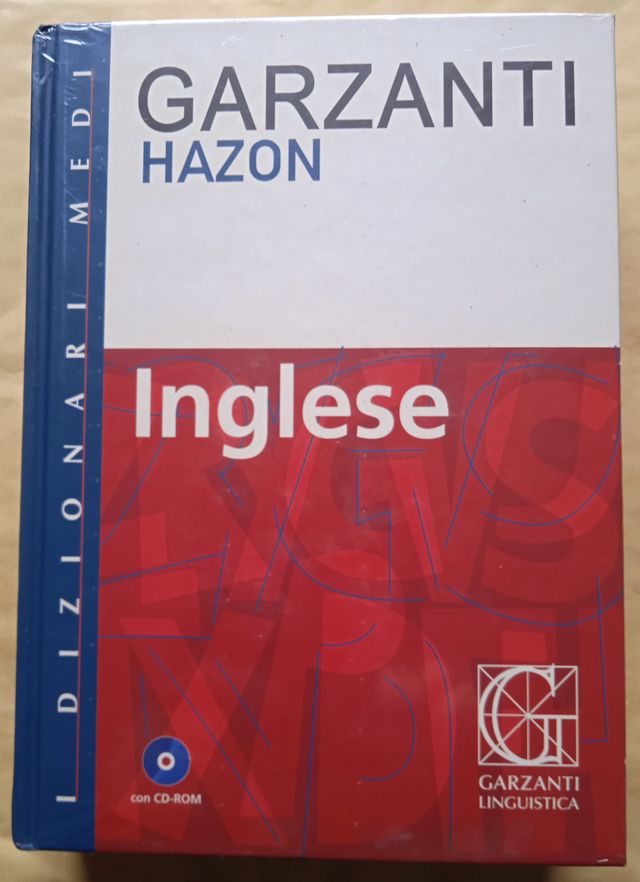 I DIZIONARI MEDI
GARZANTI
HAZON
Inglese
con CD-ROM
G
GARZANTI
LINGUISTICA